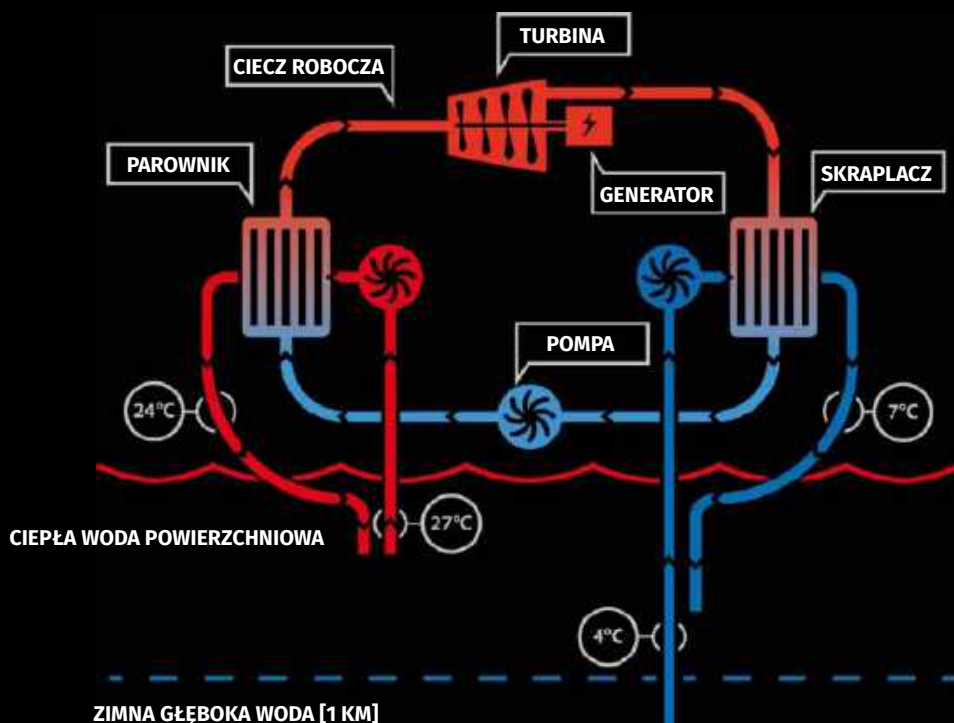 TURBINA
CIECZ ROBOCZA
PAROWNIK
GENERATOR
SKRAPLACZ
POMPA
24°C
7°C
27°C
CIEPŁA WODA POWIERZCHNIOWA
4°C
ZIMNA GŁĘBOKA WODA [1 KM]